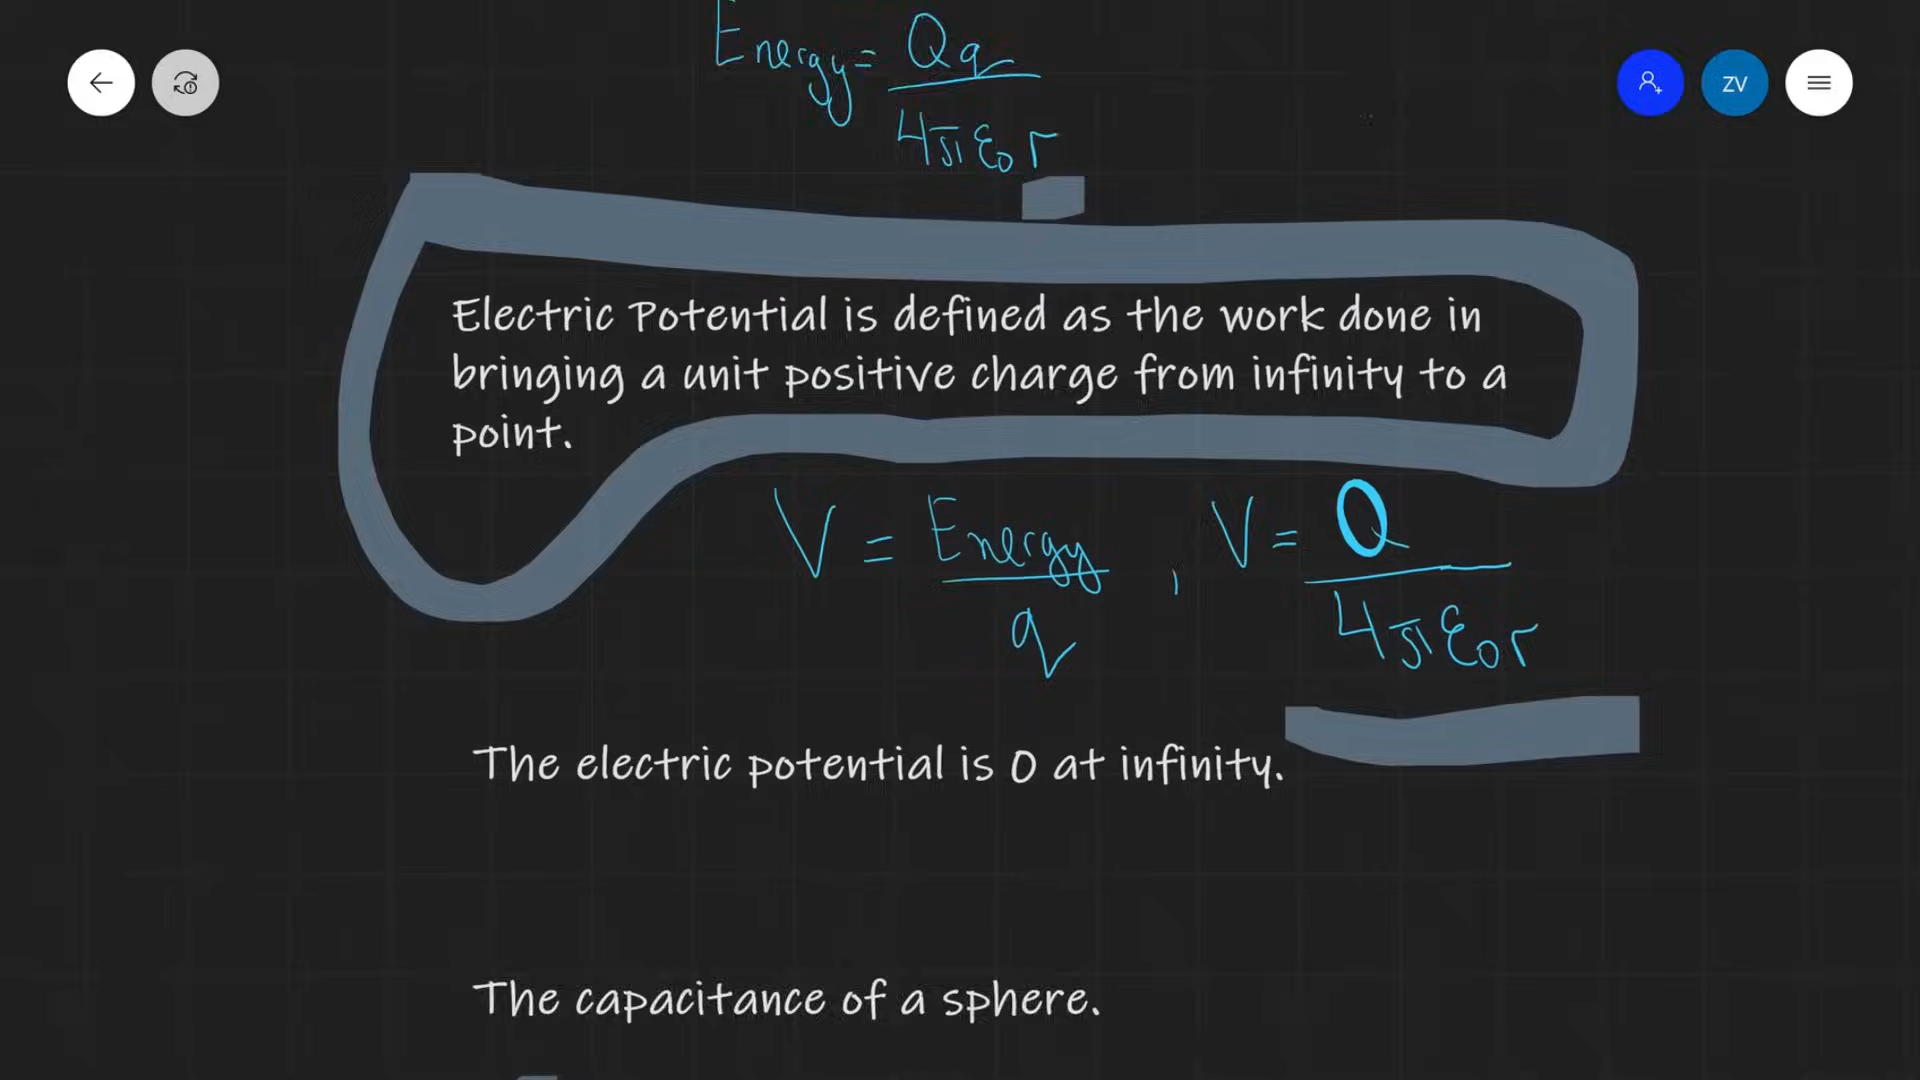 Energy = Qq / 4πε₀r
ZV
Electric Potential is defined as the work done in
bringing a unit positive charge from infinity to a
point.
V = Energy / q , V = Q / 4πε₀r
The electric potential is 0 at infinity.
The capacitance of a sphere.